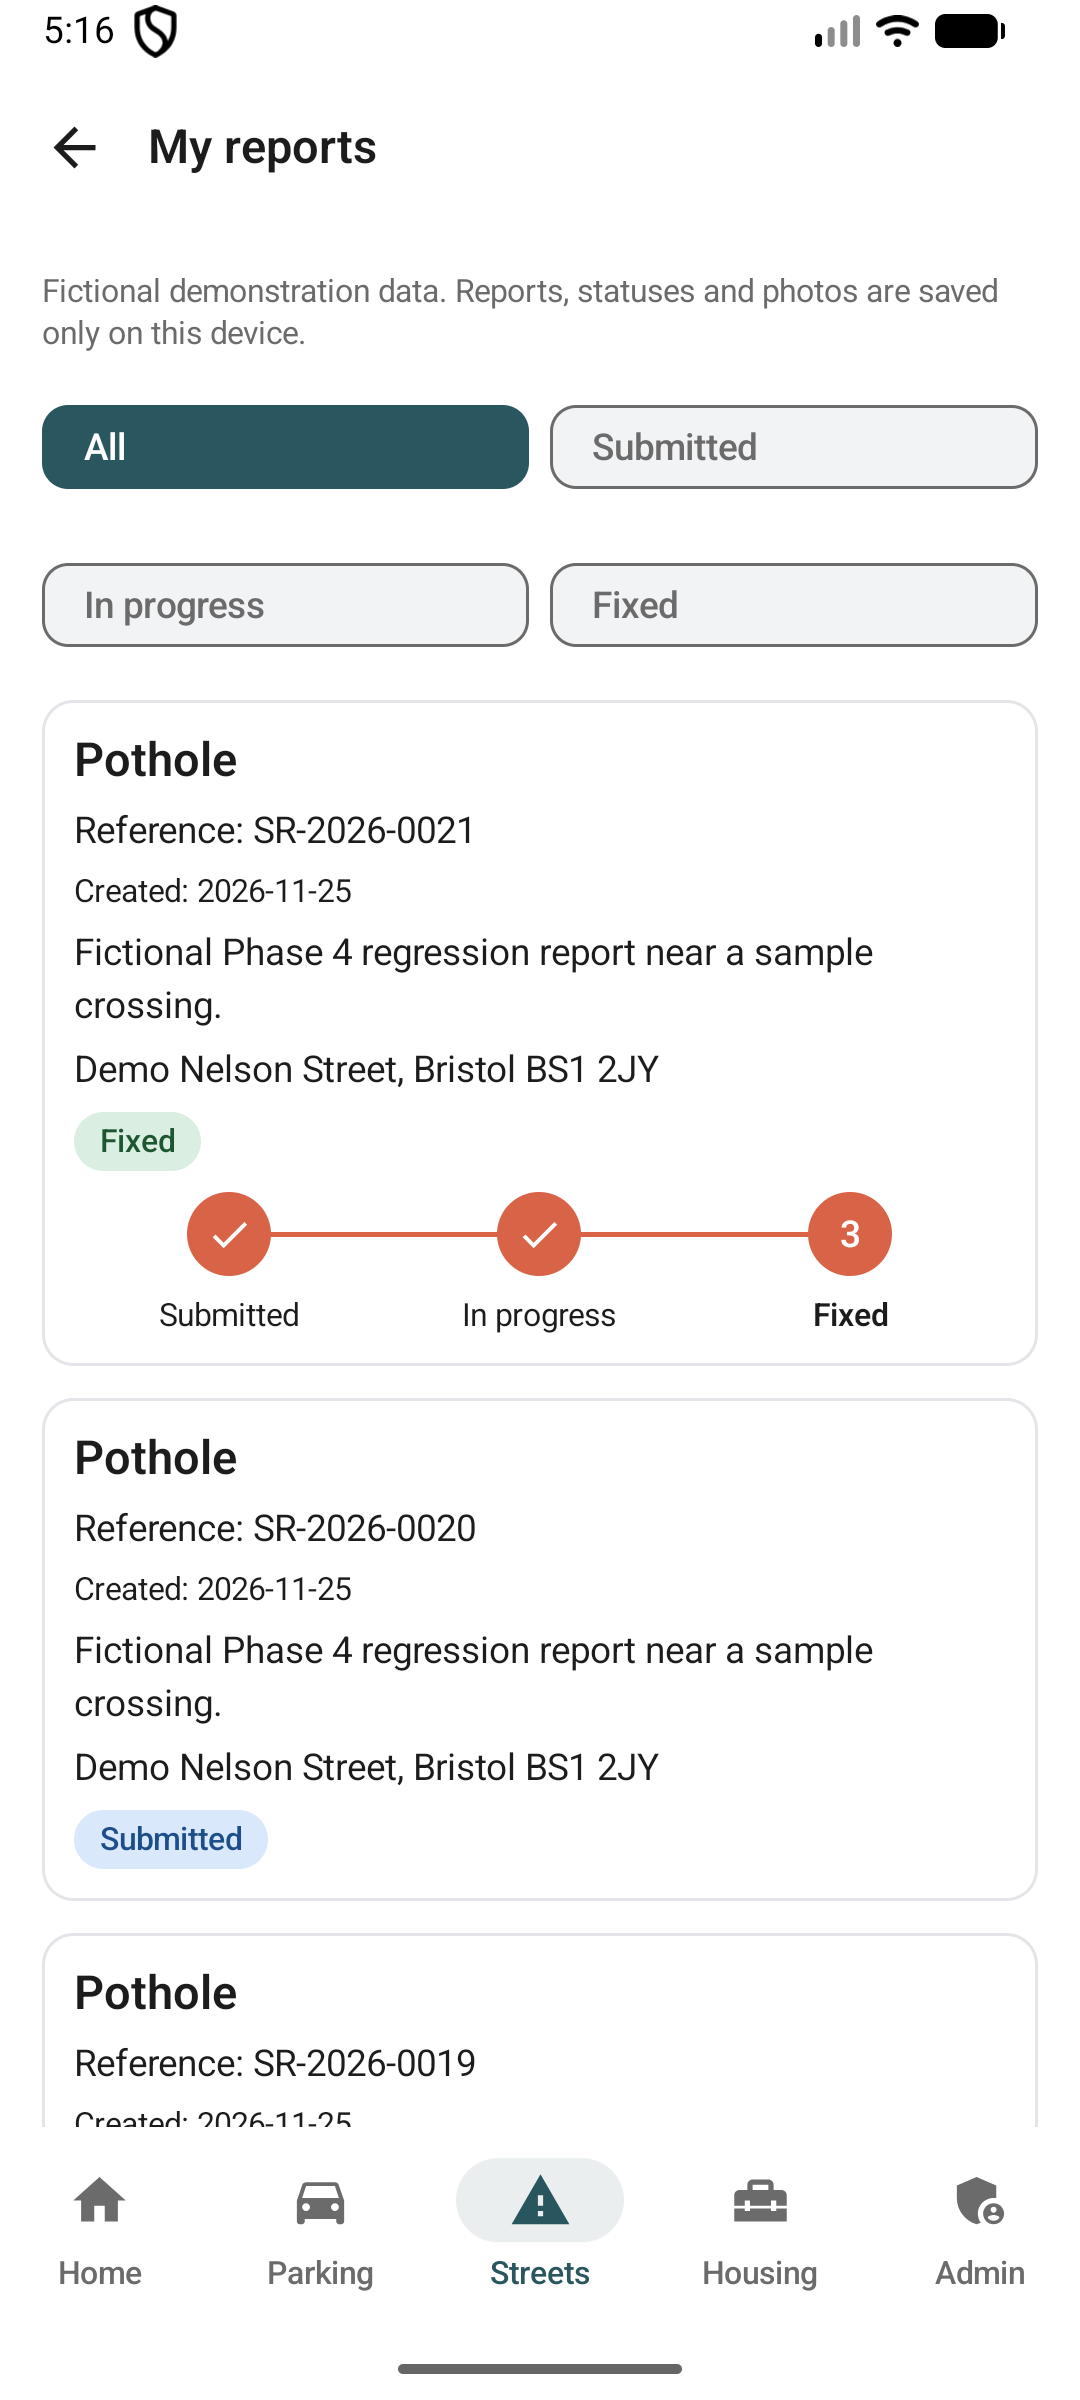 5:16
My reports
Fictional demonstration data. Reports, statuses and photos are saved
only on this device.
All
Submitted
In progress
Fixed
Pothole
Reference: SR-2026-0021
Created: 2026-11-25
Fictional Phase 4 regression report near a sample
crossing.
Demo Nelson Street, Bristol BS1 2JY
Fixed
3
Submitted
In progress
Fixed
Pothole
Reference: SR-2026-0020
Created: 2026-11-25
Fictional Phase 4 regression report near a sample
crossing.
Demo Nelson Street, Bristol BS1 2JY
Submitted
Pothole
Reference: SR-2026-0019
Created: 2026-11-25
Home
Parking
Streets
Housing
Admin